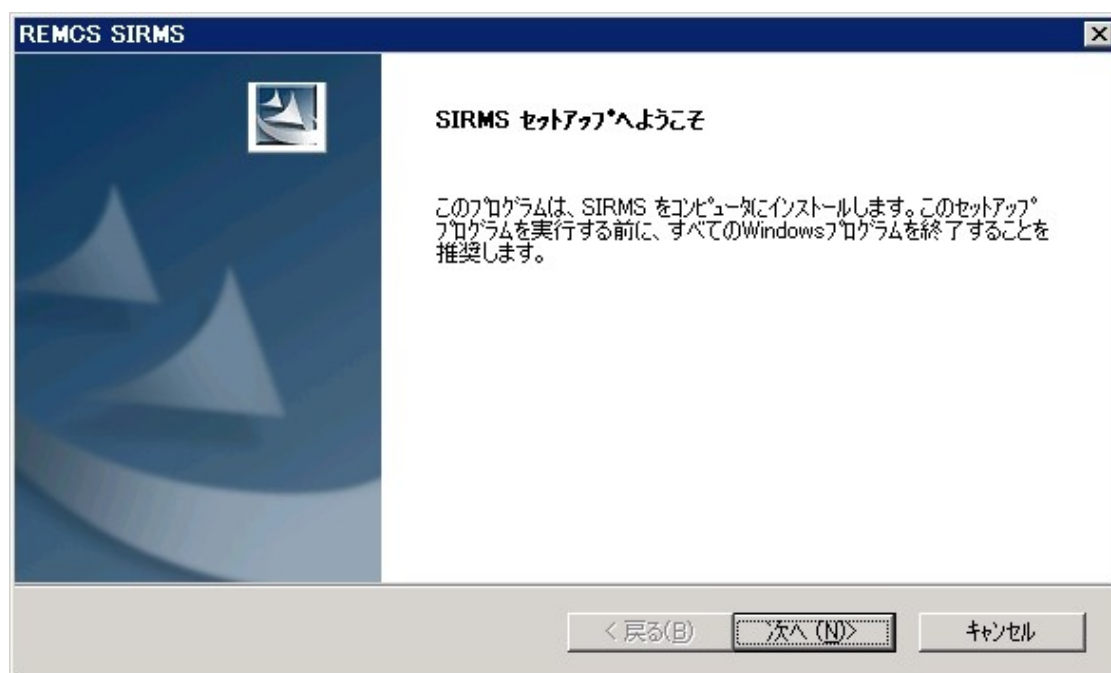 REMCS SIRMS
SIRMS セットアップへようこそ
このプログラムは、SIRMS をコンピュータにインストールします。このセットアップ
プログラムを実行する前に、すべてのWindowsプログラムを終了することを
推奨します。
< 戻る(B)
次へ (N)>
キャンセル